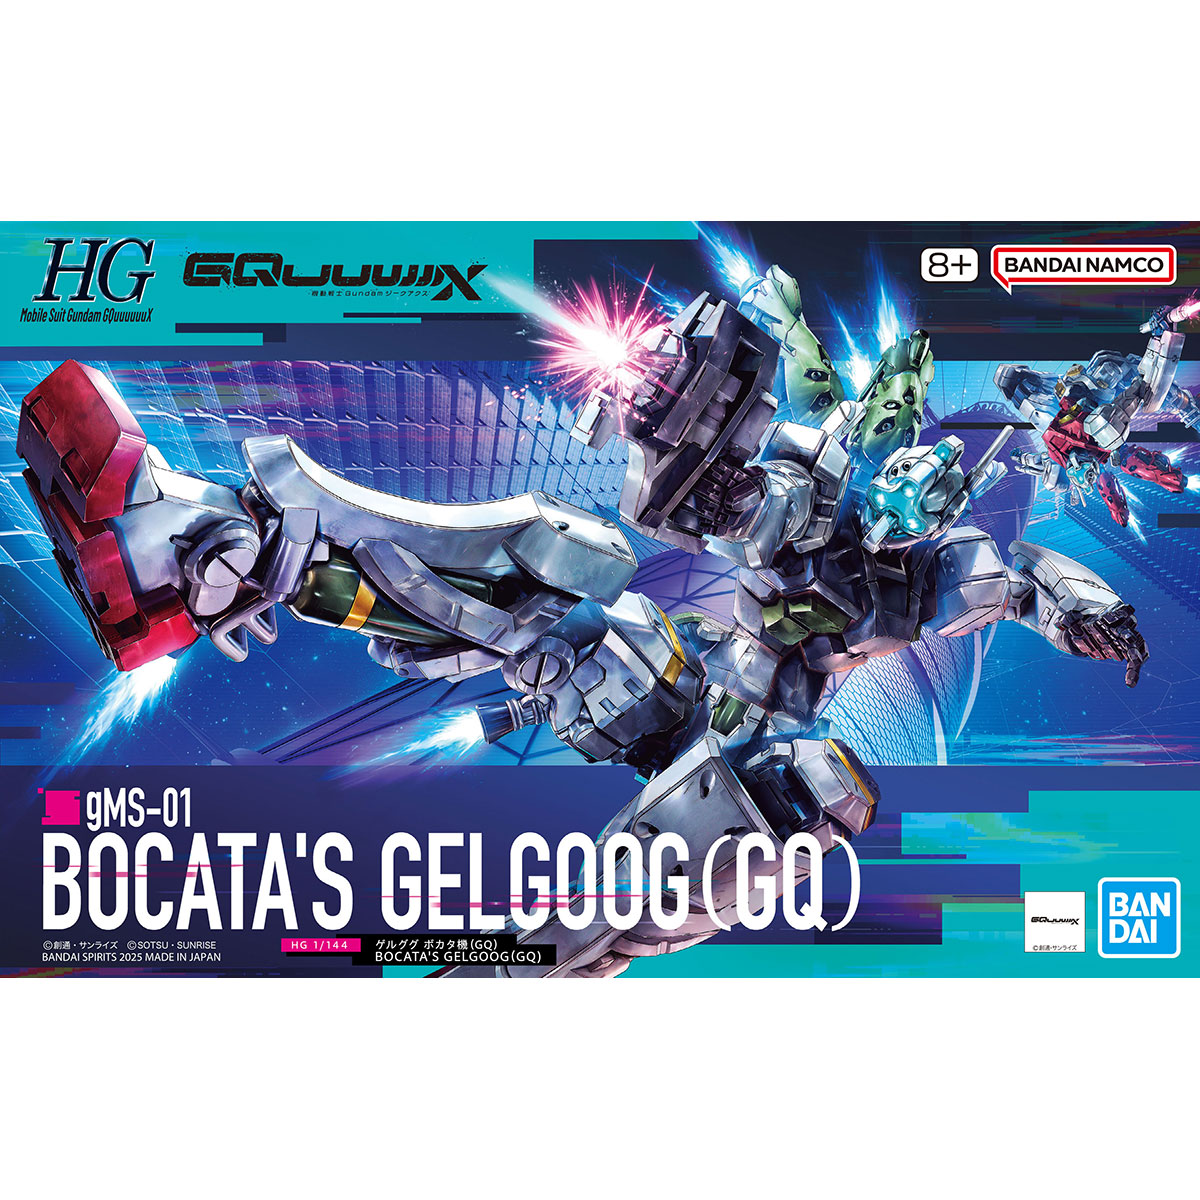 HG
Mobile Suit Gundam GQuuuuuuX
GQuuuuuuX
機動戦士Gundamジークアクス
8+
BANDAI NAMCO
gMS-01
BOCATA'S GELGOOG(GQ)
HG 1/144
ゲルググ ボカタ機(GQ)
BOCATA'S GELGOOG(GQ)
©創通・サンライズ ©SOTSU・SUNRISE
BANDAI SPIRITS 2025 MADE IN JAPAN
GQuuuuuuX
©創通・サンライズ
BAN
DAI